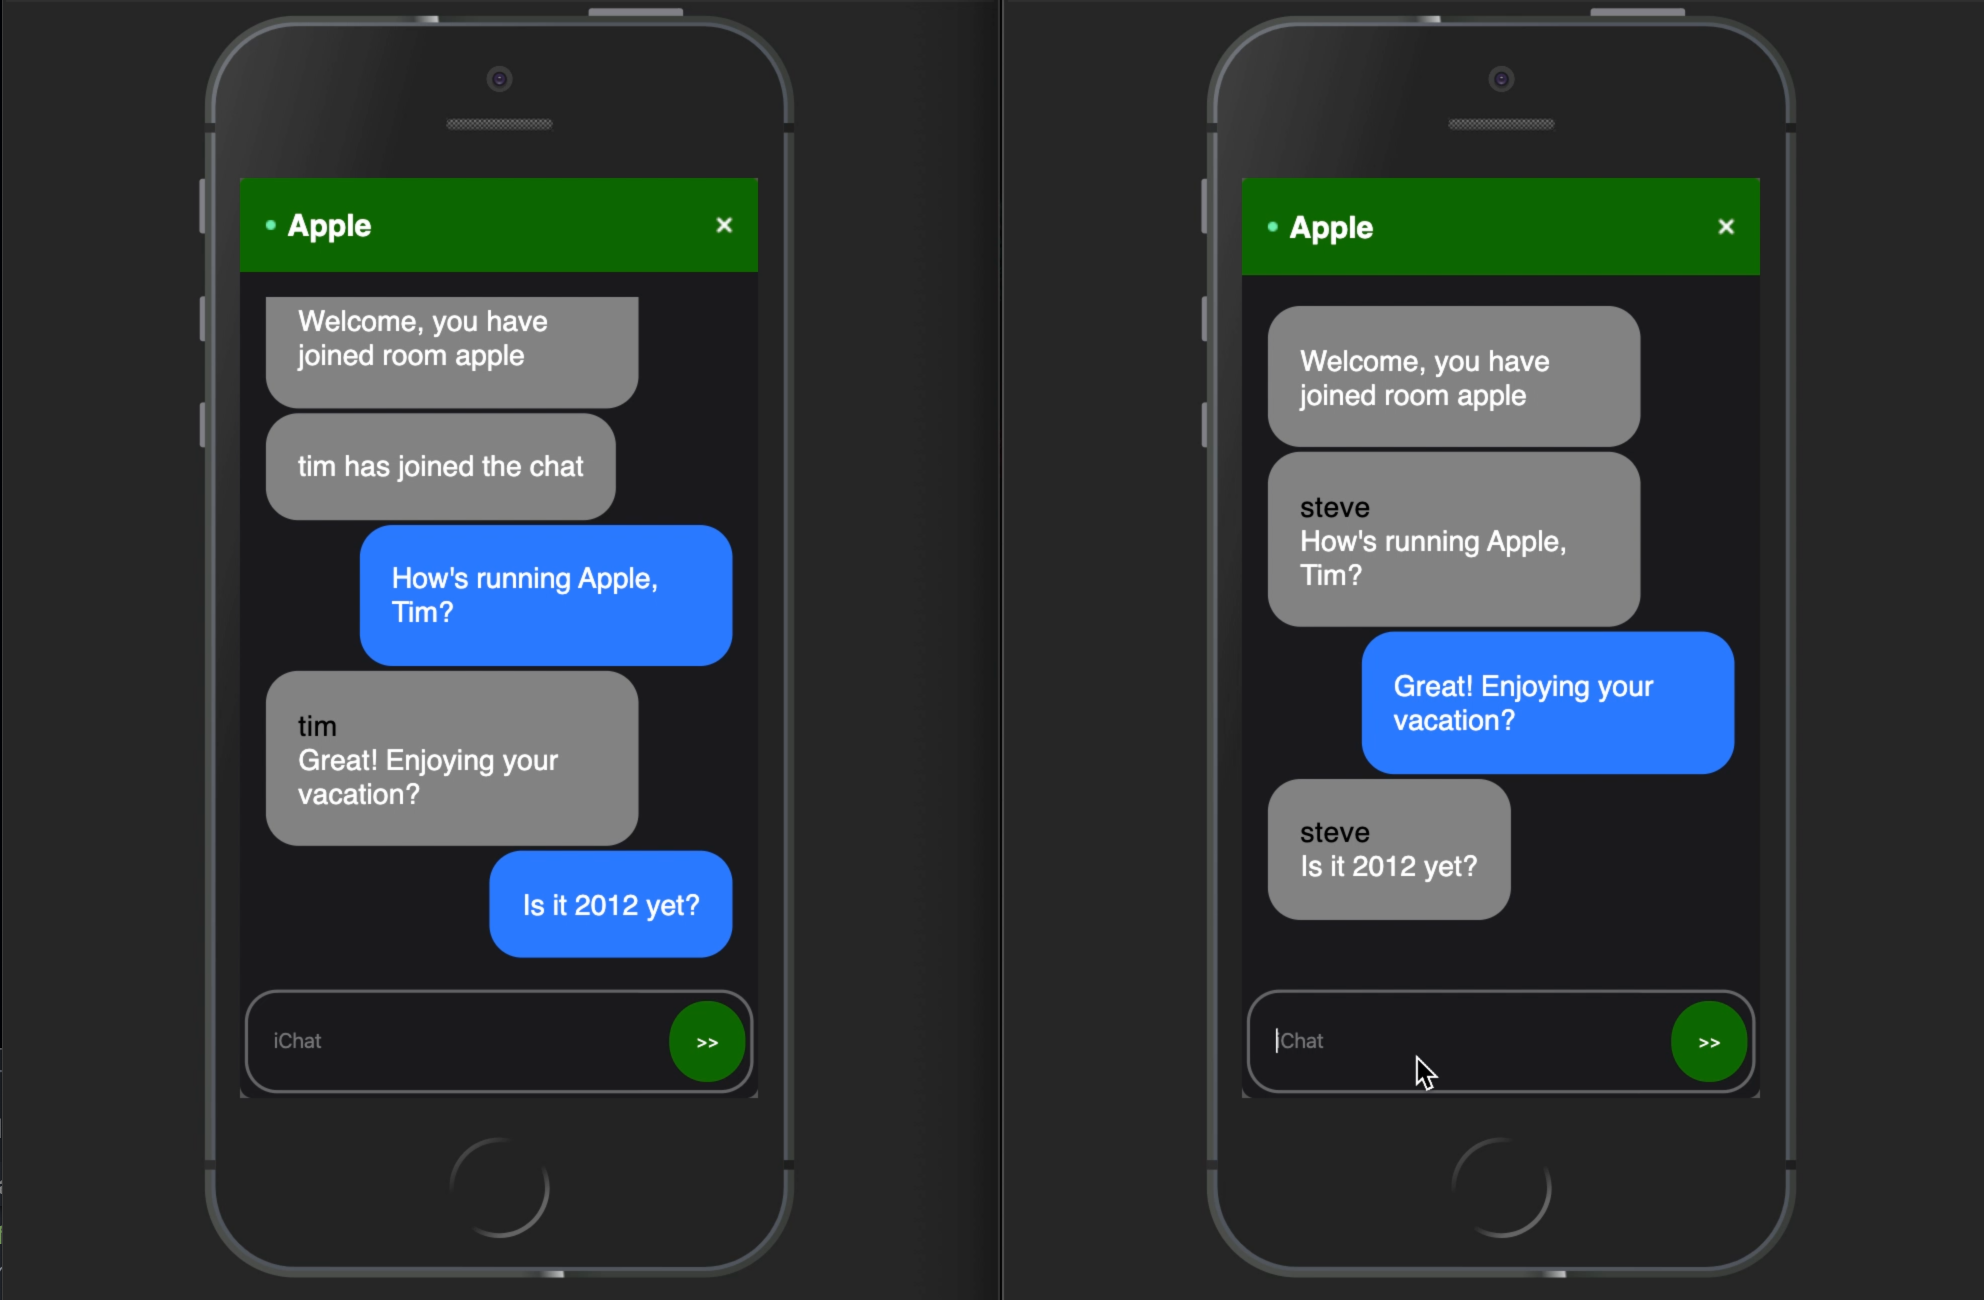 Apple
×
Welcome, you have
joined room apple
tim has joined the chat
How's running Apple,
Tim?
tim
Great! Enjoying your
vacation?
Is it 2012 yet?
iChat
>>
Apple
×
Welcome, you have
joined room apple
steve
How's running Apple,
Tim?
Great! Enjoying your
vacation?
steve
Is it 2012 yet?
iChat
>>